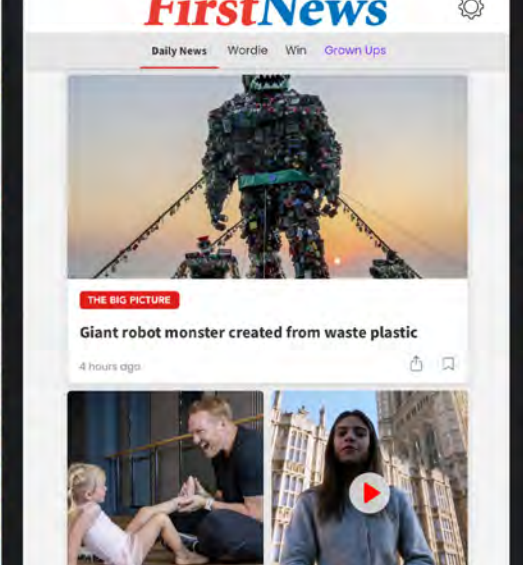 FirstNews
Daily News Wordie Win Grown Ups
THE BIG PICTURE
Giant robot monster created from waste plastic
4 hours ago